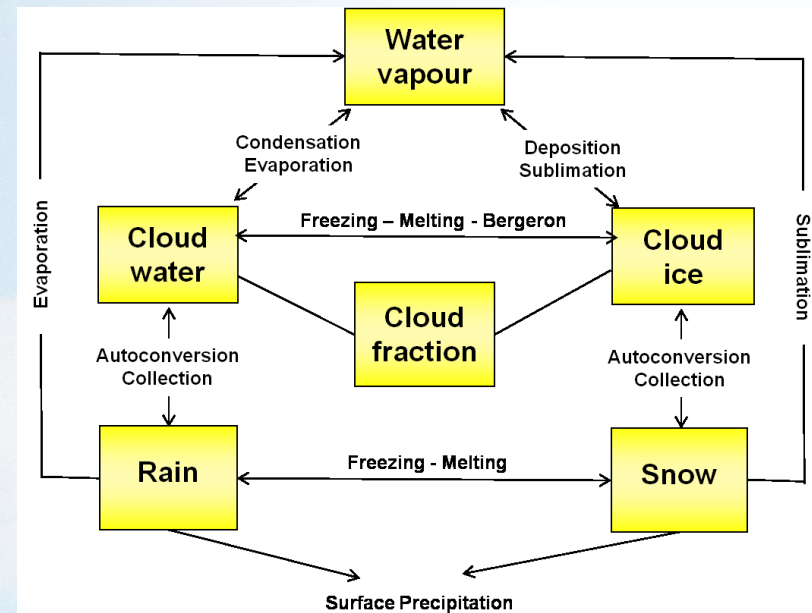 Water
vapour
Condensation
Evaporation
Deposition
Sublimation
Evaporation
Sublimation
Freezing – Melting - Bergeron
Cloud
water
Cloud
ice
Cloud
fraction
Autoconversion
Collection
Autoconversion
Collection
Rain
Freezing - Melting
Snow
Surface Precipitation